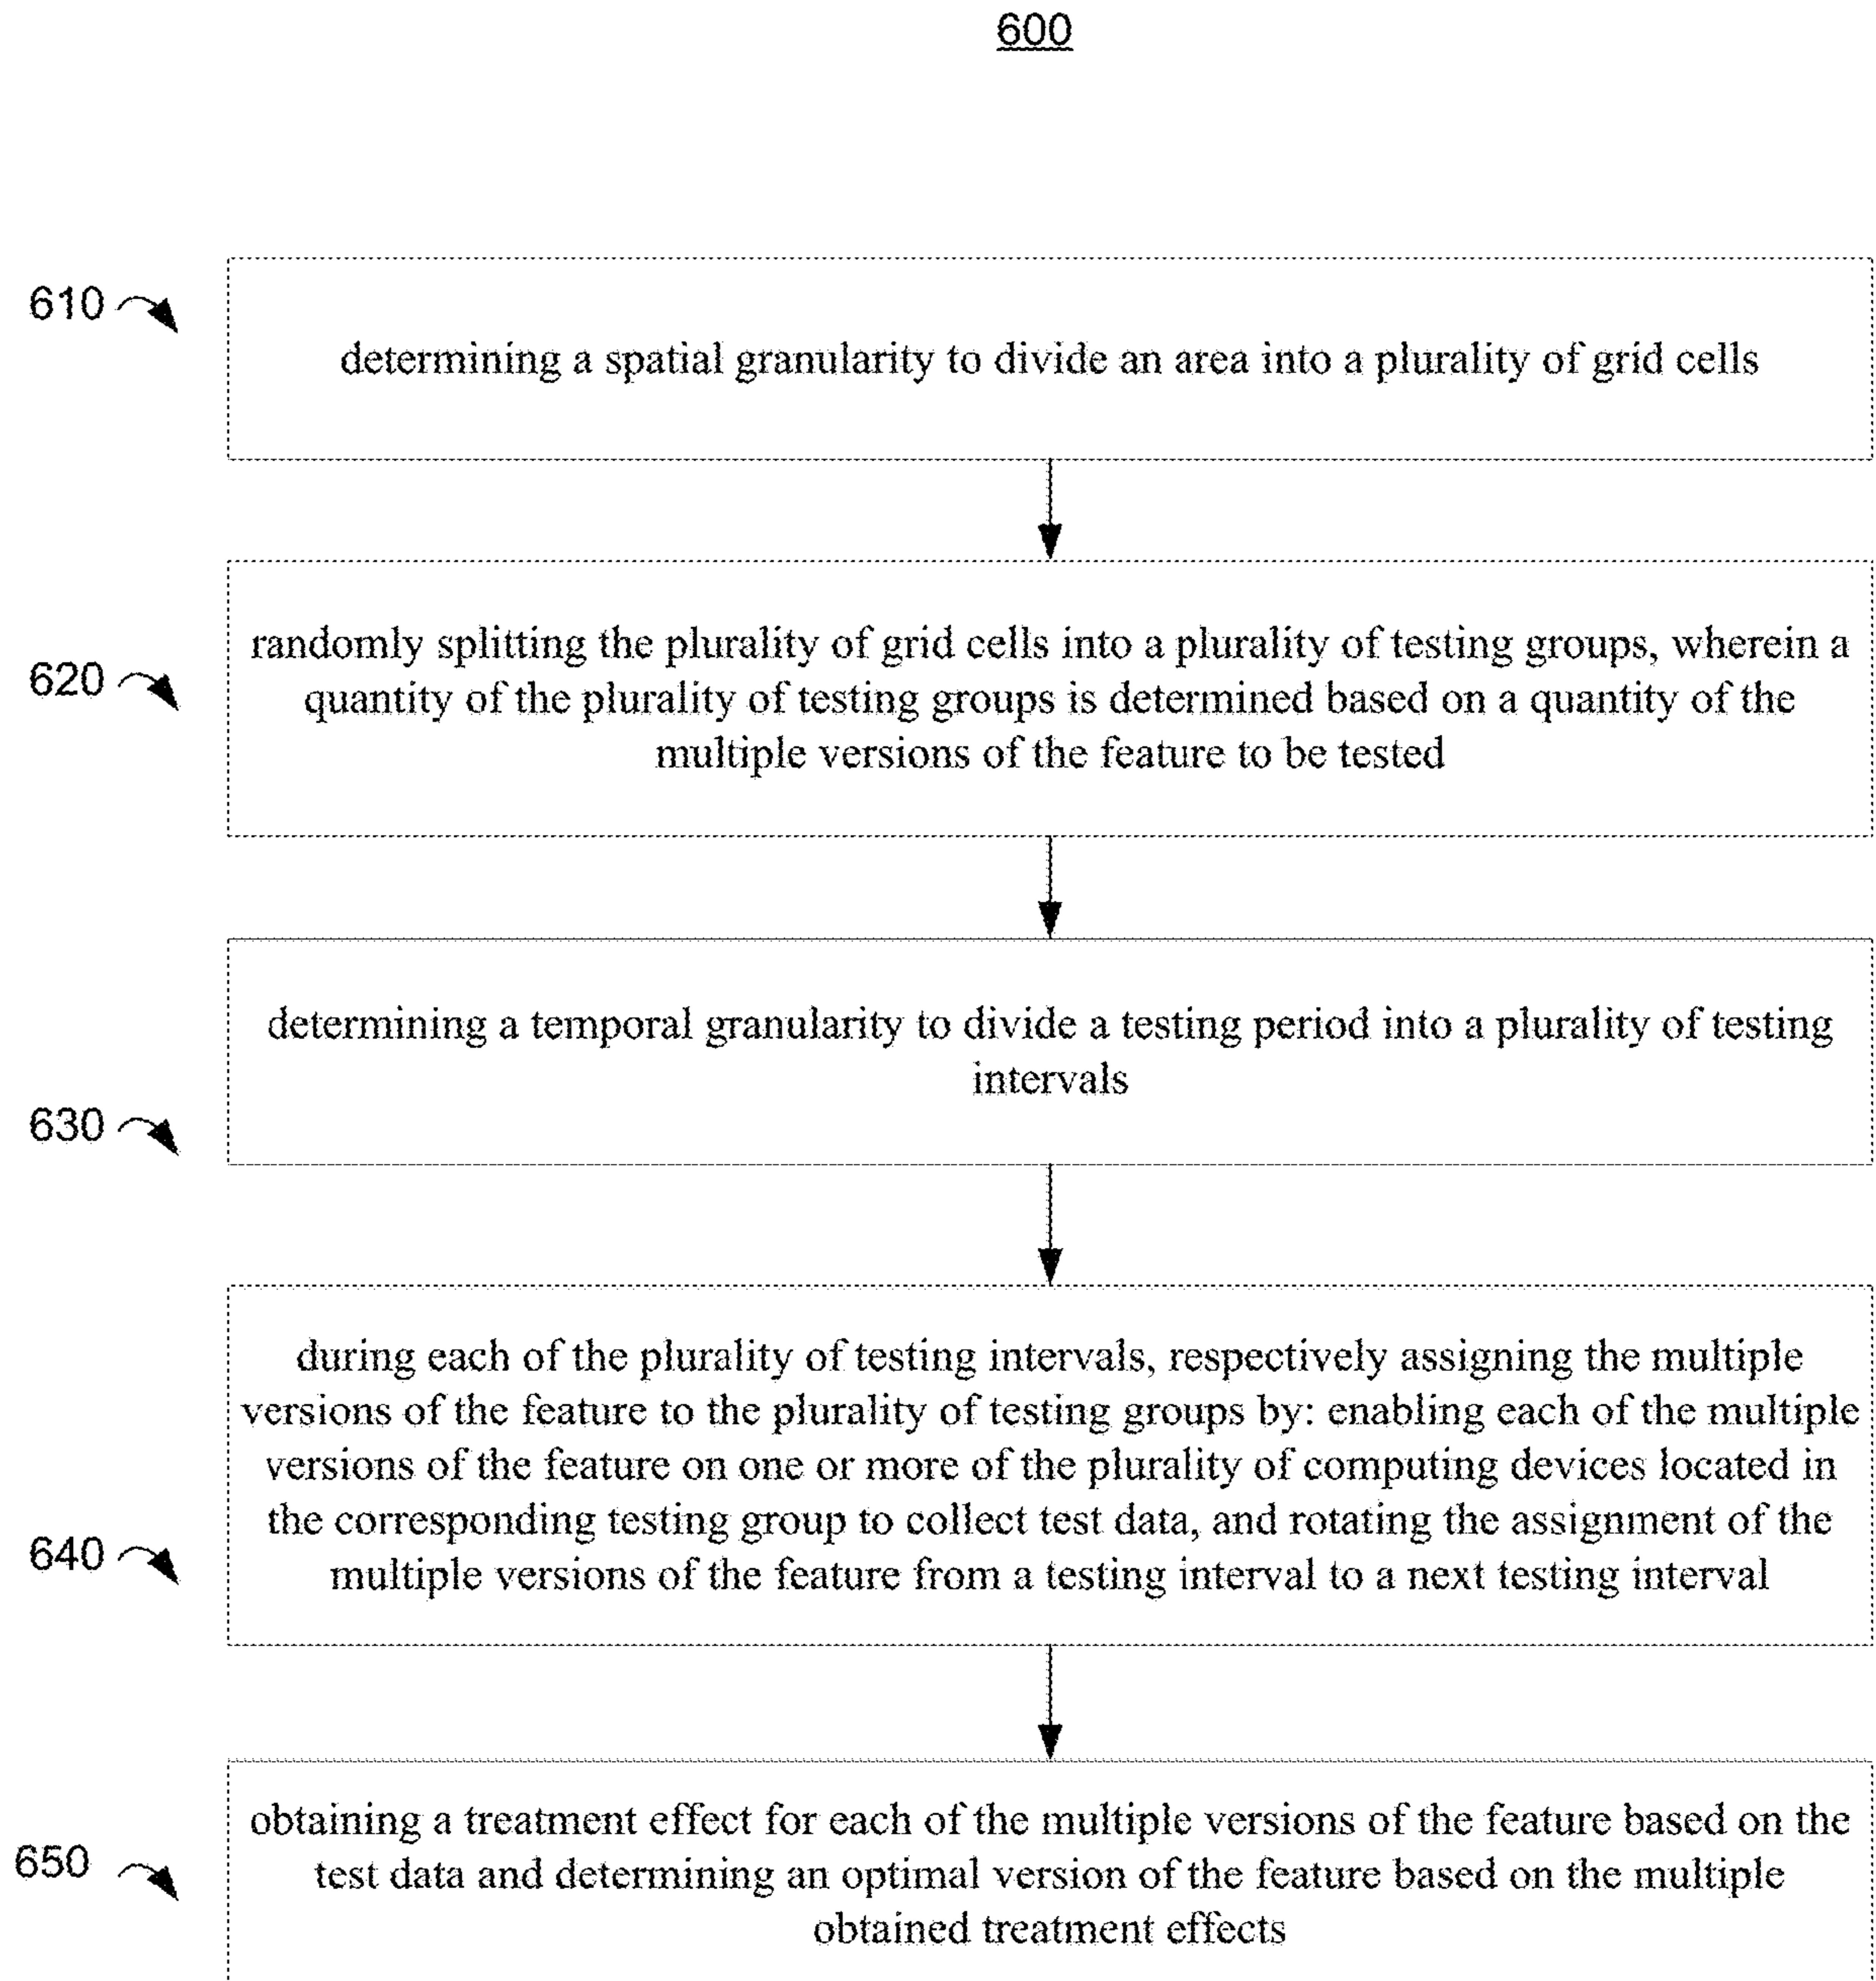 600
610
determining a spatial granularity to divide an area into a plurality of grid cells
620
randomly splitting the plurality of grid cells into a plurality of testing groups, wherein a
quantity of the plurality of testing groups is determined based on a quantity of the
multiple versions of the feature to be tested
630
determining a temporal granularity to divide a testing period into a plurality of testing
intervals
640
during each of the plurality of testing intervals, respectively assigning the multiple
versions of the feature to the plurality of testing groups by: enabling each of the multiple
versions of the feature on one or more of the plurality of computing devices located in
the corresponding testing group to collect test data, and rotating the assignment of the
multiple versions of the feature from a testing interval to a next testing interval
650
obtaining a treatment effect for each of the multiple versions of the feature based on the
test data and determining an optimal version of the feature based on the multiple
obtained treatment effects